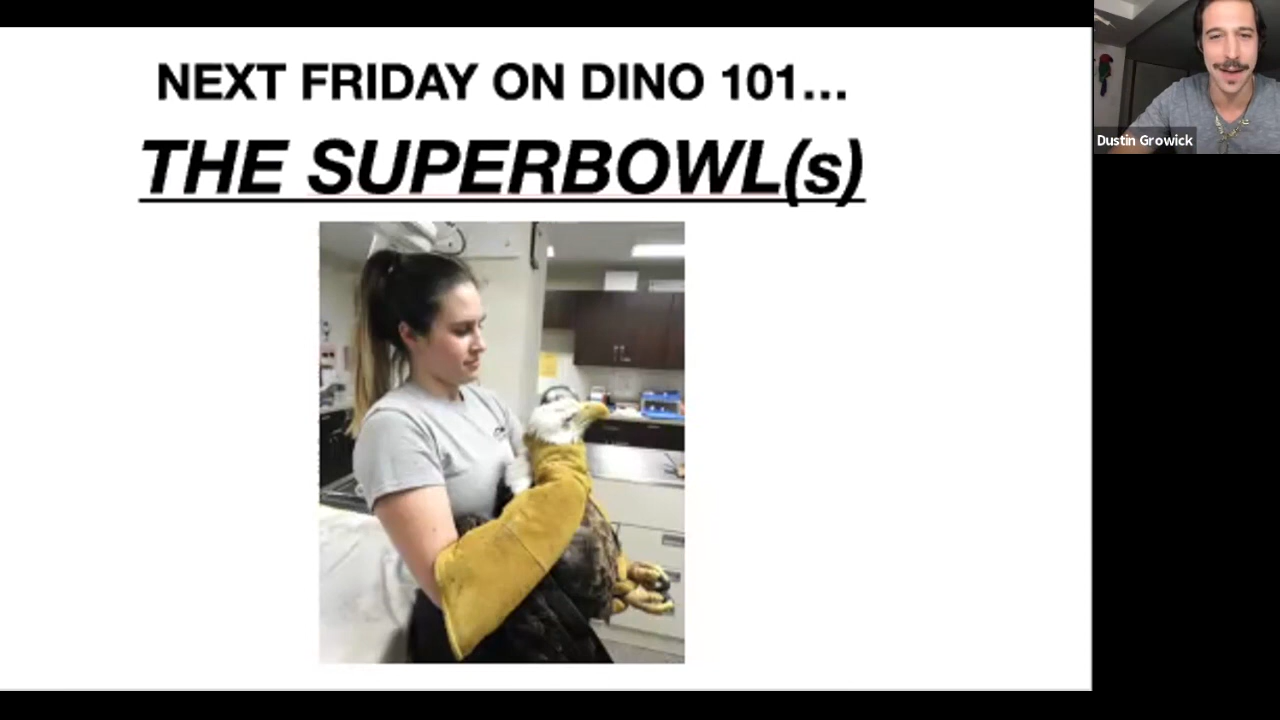 NEXT FRIDAY ON DINO 101...
THE SUPERBOWL(s)
Dustin Growick